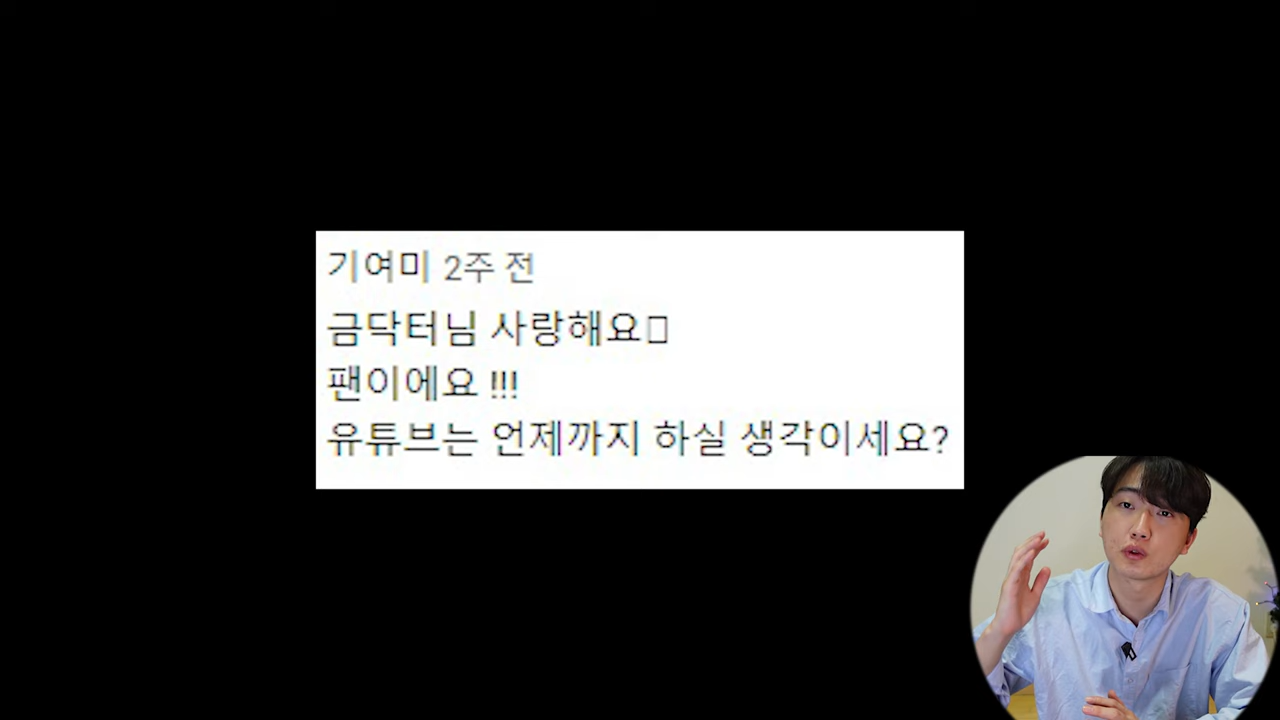 기여미 2주 전
금닥터님 사랑해요
팬이에요 !!!
유튜브는 언제까지 하실 생각이세요?